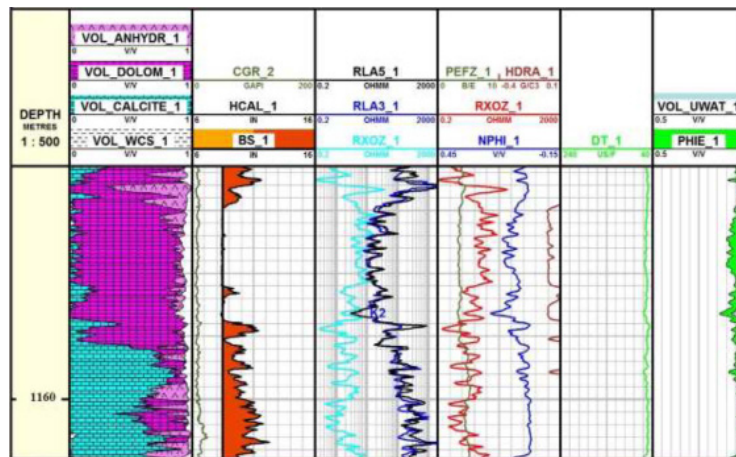 DEPTH
METRES
1 : 500
VOL_ANHYDR_1
0 V/V 1
VOL_DOLOM_1
0 V/V 1
VOL_CALCITE_1
0 V/V 1
VOL_WCS_1
0 V/V 1
CGR_2
0 GAPI 200
HCAL_1
6 IN 16
BS_1
6 IN 16
RLA5_1
0.2 OHMM 2000
RLA3_1
0.2 OHMM 2000
RXOZ_1
0.2 OHMM 2000
PEFZ_1 HDRA_1
0 B/E 10 -0.4 G/C3 0.1
RXOZ_1
0.2 OHMM 2000
NPHI_1
0.45 V/V -0.15
DT_1
240 US/F 40
VOL_UWAT_1
0.5 V/V
PHIE_1
0.5 V/V
K2
1160